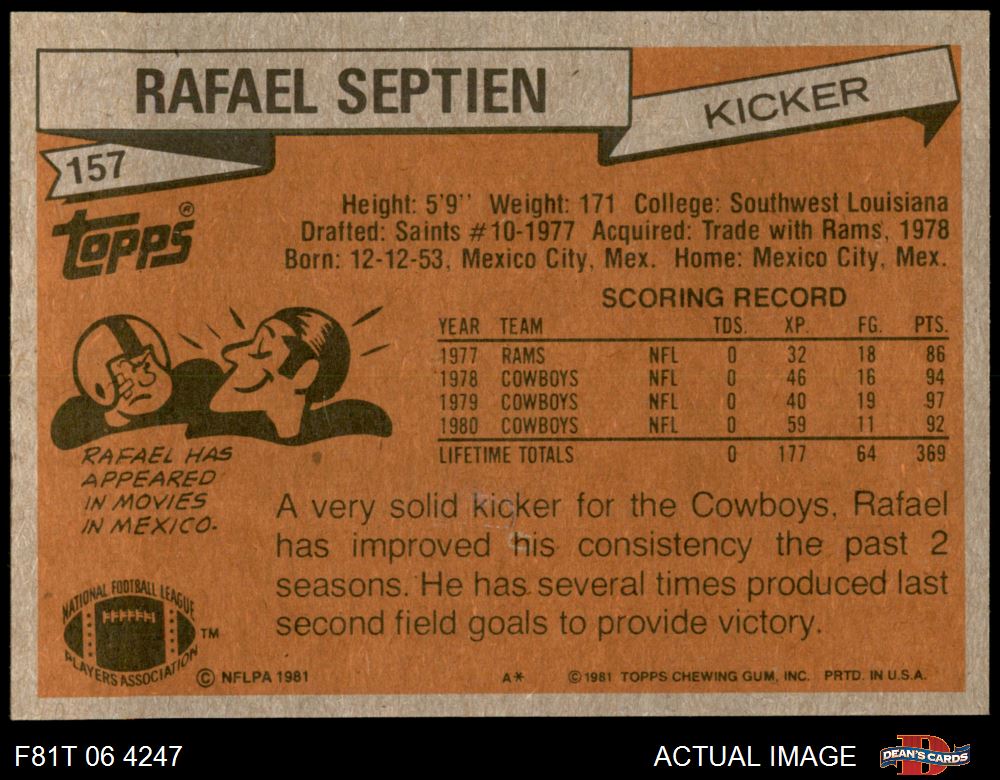 RAFAEL SEPTIEN
KICKER
157
Topps®
Height: 5'9'' Weight: 171 College: Southwest Louisiana
Drafted: Saints #10-1977 Acquired: Trade with Rams, 1978
Born: 12-12-53, Mexico City, Mex. Home: Mexico City, Mex.
SCORING RECORD
YEAR TEAM TDS. XP. FG. PTS.
1977 RAMS NFL 0 32 18 86
1978 COWBOYS NFL 0 46 16 94
1979 COWBOYS NFL 0 40 19 97
1980 COWBOYS NFL 0 59 11 92
LIFETIME TOTALS 0 177 64 369
RAFAEL HAS
APPEARED
IN MOVIES
IN MEXICO.
A very solid kicker for the Cowboys, Rafael
has improved his consistency the past 2
seasons. He has several times produced last
second field goals to provide victory.
NATIONAL FOOTBALL LEAGUE
PLAYERS ASSOCIATION
TM
© NFLPA 1981
A*
© 1981 TOPPS CHEWING GUM, INC. PRTD. IN U.S.A.
F81T 06 4247
ACTUAL IMAGE
D
DEAN'S CARDS